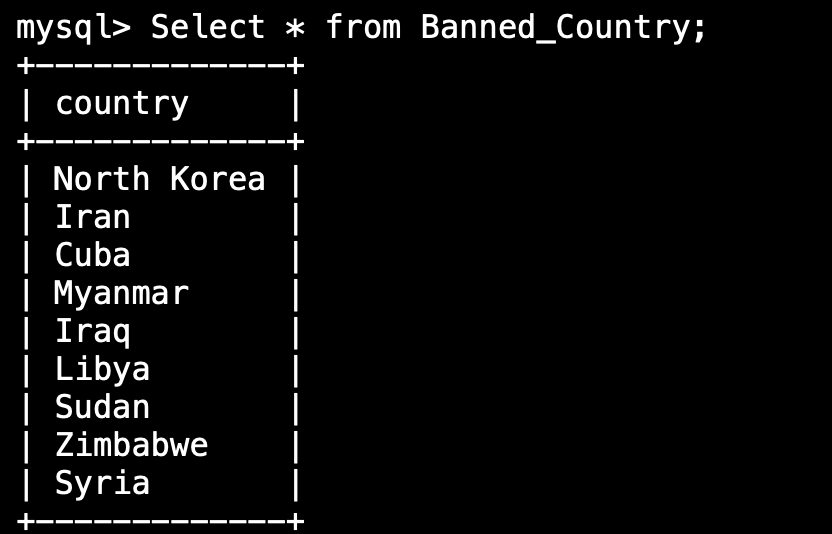 mysql> Select * from Banned_Country;
+-------------+
| country     |
+-------------+
| North Korea |
| Iran        |
| Cuba        |
| Myanmar     |
| Iraq        |
| Libya       |
| Sudan       |
| Zimbabwe    |
| Syria       |
+-------------+